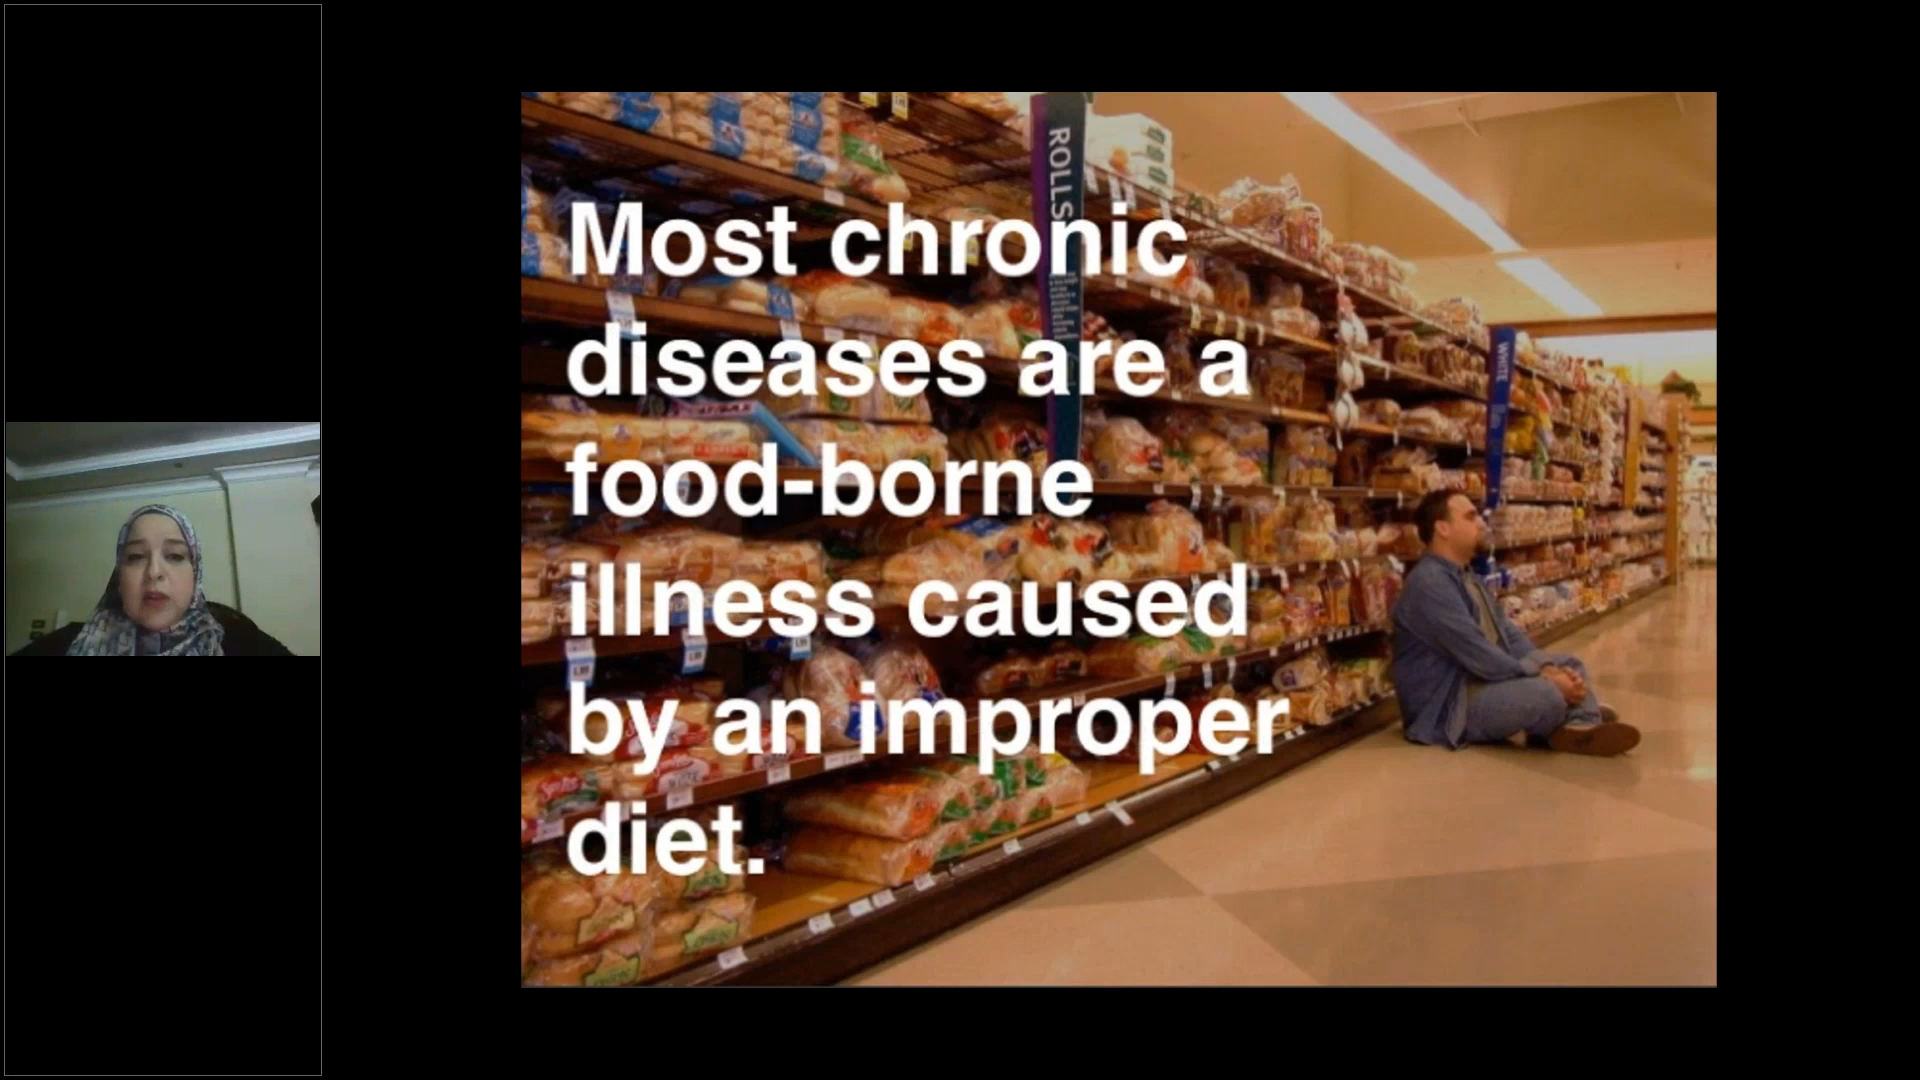 Most chronic
diseases are a
food-borne
illness caused
by an improper
diet.
ROLLS
WHITE